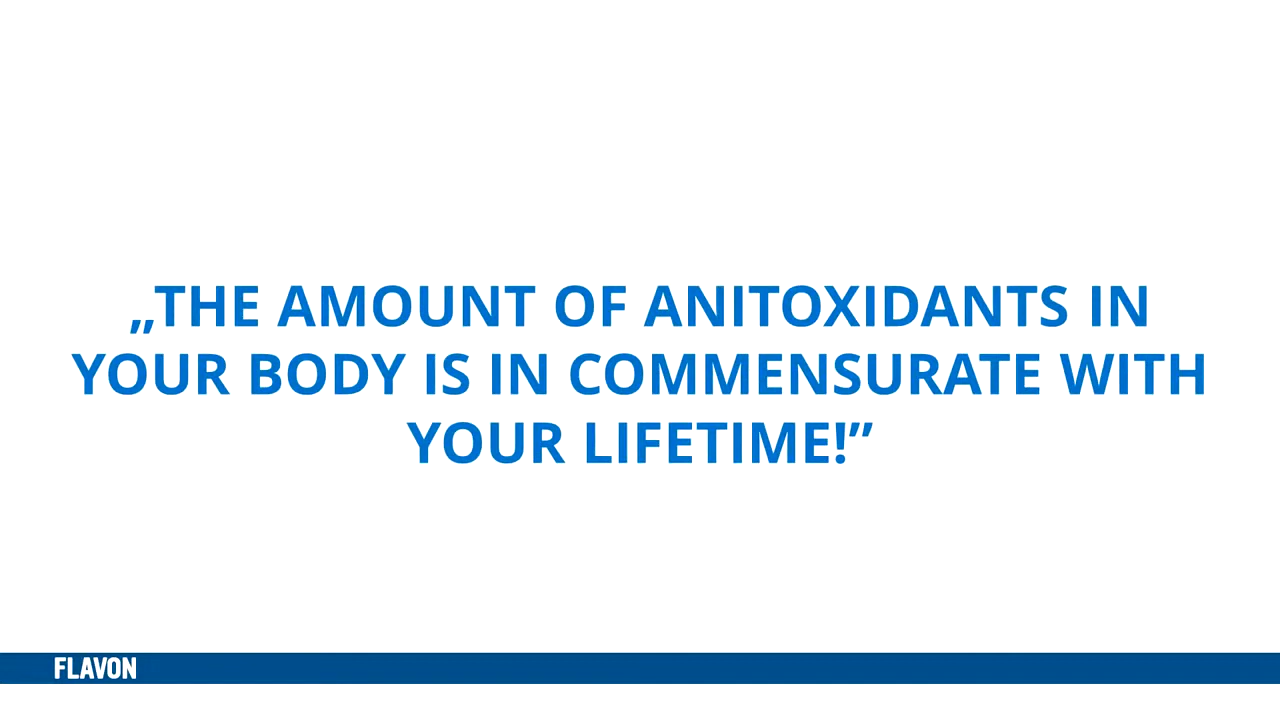 „THE AMOUNT OF ANITOXIDANTS IN
YOUR BODY IS IN COMMENSURATE WITH
YOUR LIFETIME!”
FLAVON